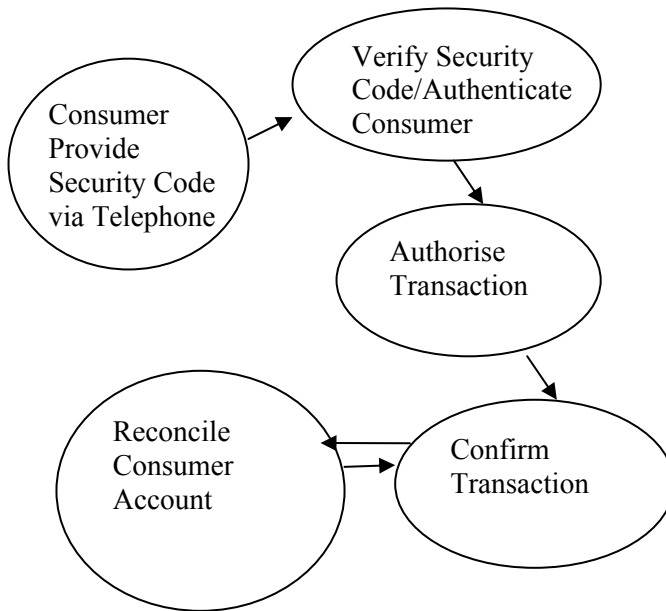 Consumer
Provide
Security Code
via Telephone
Verify Security
Code/Authenticate
Consumer
Authorise
Transaction
Confirm
Transaction
Reconcile
Consumer
Account